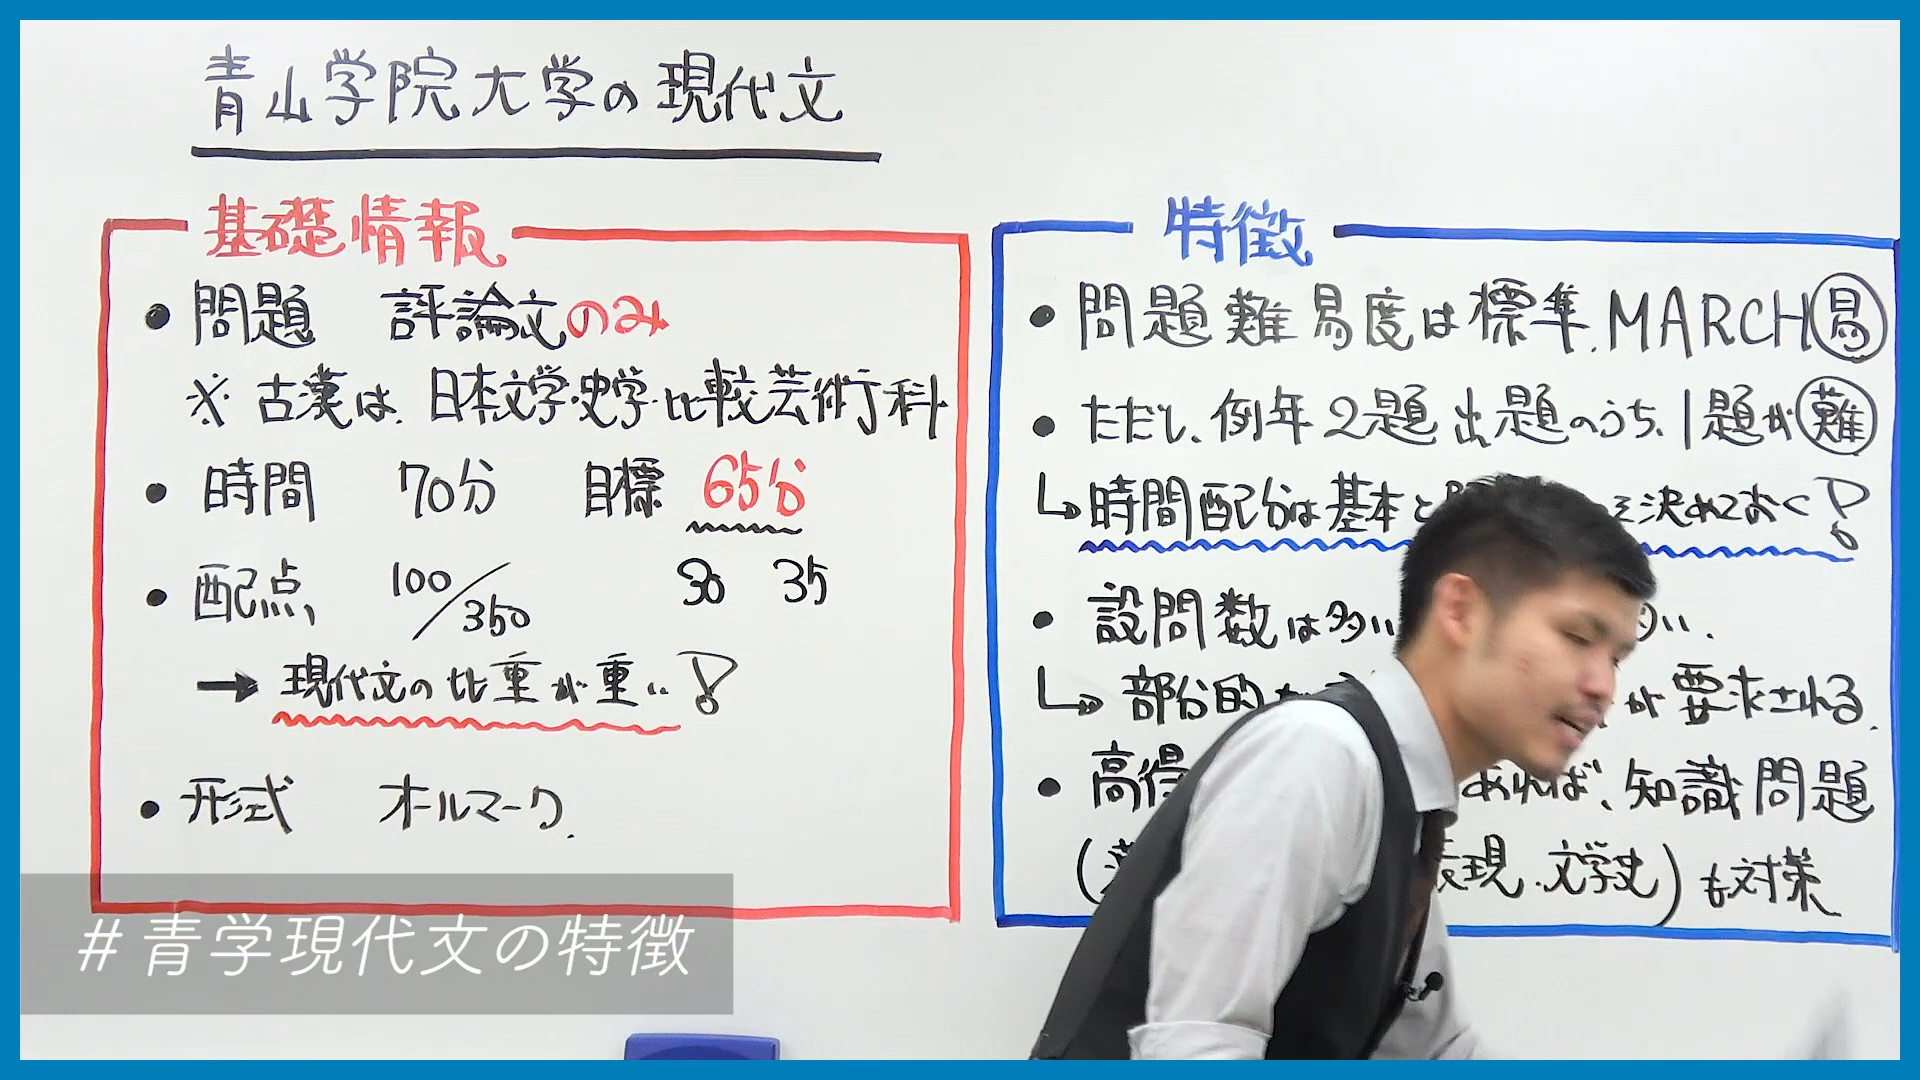 青山学院大学の現代文
基礎情報
• 問題 評論文のみ
※ 古漢は、日本文学・史学・比較芸術学科
• 時間 70分 目標 65分
• 配点 100/350 30 35
→ 現代文の比重が重い!
• 形式 オールマーク.
特徴
• 問題難易度は標準. MARCH易
• ただし、例年2題出題のうち、1題が難
↳ 時間配分は基本と 決めておく!
• 設問数は多い い.
↳ 部分的 が要求される.
• 高得 あれば、知識問題
( 表現.文学史)も対策
#青学現代文の特徴